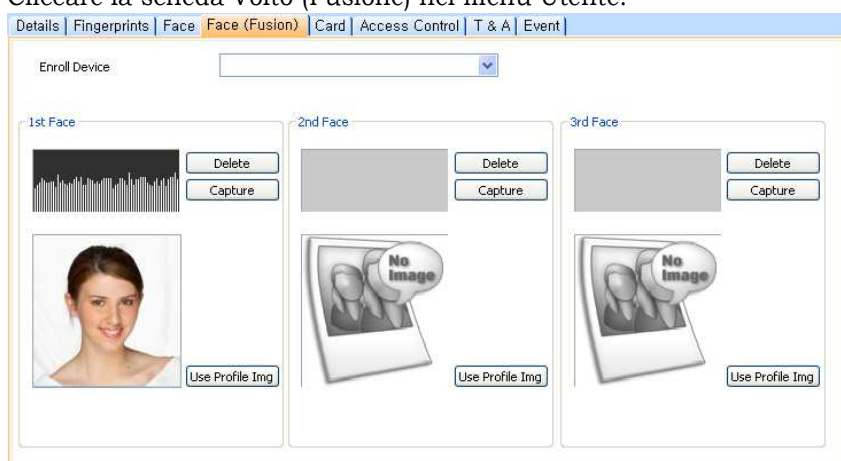 Cliccare la scheda Volto (Fusione) nel menu Utente.
Details | Fingerprints | Face | Face (Fusion) | Card | Access Control | T & A | Event
Enroll Device
1st Face
Delete
Capture
Use Profile Img
2nd Face
Delete
Capture
No Image
Use Profile Img
3rd Face
Delete
Capture
No Image
Use Profile Img